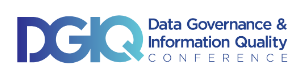 DGIQ
Data Governance &
Information Quality
CONFERENCE